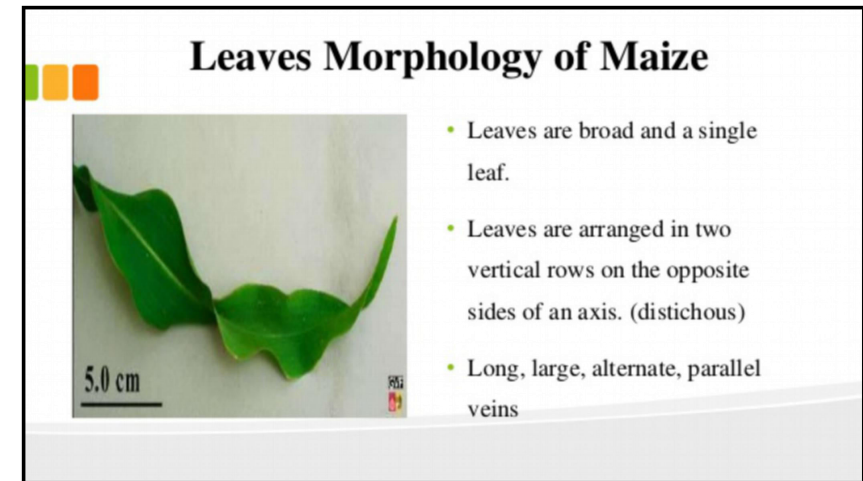 Leaves Morphology of Maize
• Leaves are broad and a single
leaf.
• Leaves are arranged in two
vertical rows on the opposite
sides of an axis. (distichous)
• Long, large, alternate, parallel
veins
5.0 cm